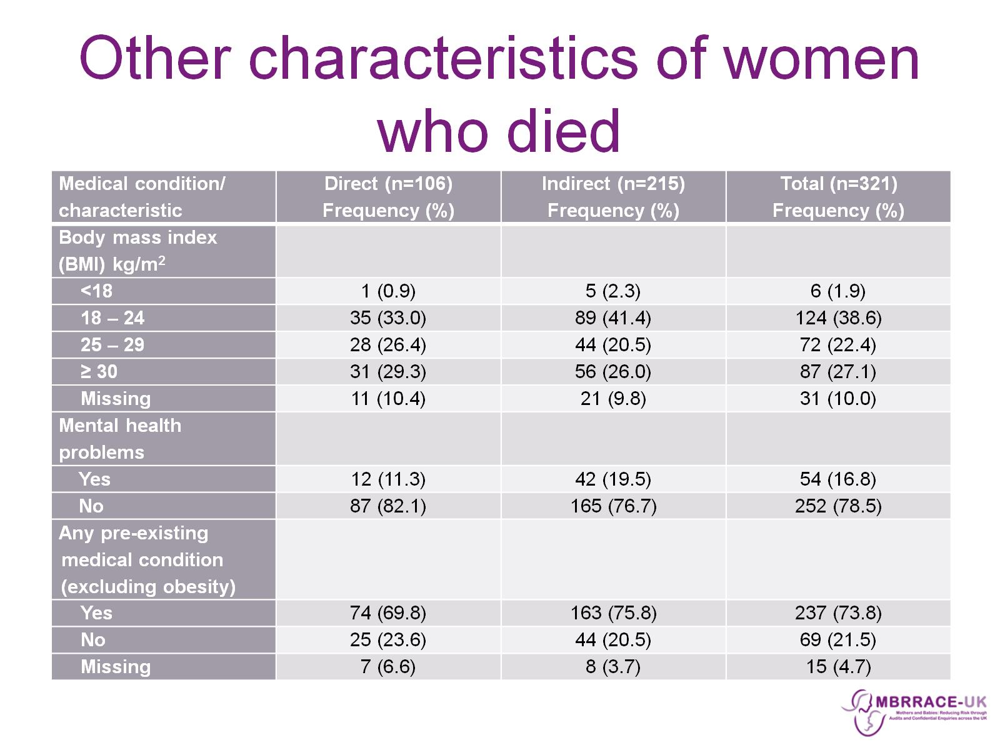 Other characteristics of women
who died
Medical condition/
characteristic
Direct (n=106)
Frequency (%)
Indirect (n=215)
Frequency (%)
Total (n=321)
Frequency (%)
Body mass index
(BMI) kg/m²
<18 1 (0.9) 5 (2.3) 6 (1.9)
18 – 24 35 (33.0) 89 (41.4) 124 (38.6)
25 – 29 28 (26.4) 44 (20.5) 72 (22.4)
≥ 30 31 (29.3) 56 (26.0) 87 (27.1)
Missing 11 (10.4) 21 (9.8) 31 (10.0)
Mental health
problems
Yes 12 (11.3) 42 (19.5) 54 (16.8)
No 87 (82.1) 165 (76.7) 252 (78.5)
Any pre-existing
medical condition
(excluding obesity)
Yes 74 (69.8) 163 (75.8) 237 (73.8)
No 25 (23.6) 44 (20.5) 69 (21.5)
Missing 7 (6.6) 8 (3.7) 15 (4.7)
MBRRACE-UK
Mothers and Babies: Reducing Risk through
Audits and Confidential Enquiries across the UK